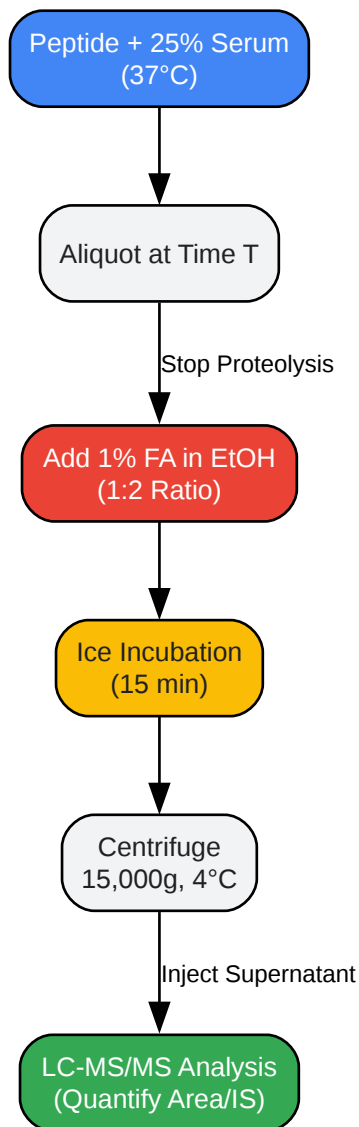 Peptide + 25% Serum
(37°C)
Aliquot at Time T
Stop Proteolysis
Add 1% FA in EtOH
(1:2 Ratio)
Ice Incubation
(15 min)
Centrifuge
15,000g, 4°C
Inject Supernatant
LC-MS/MS Analysis
(Quantify Area/IS)